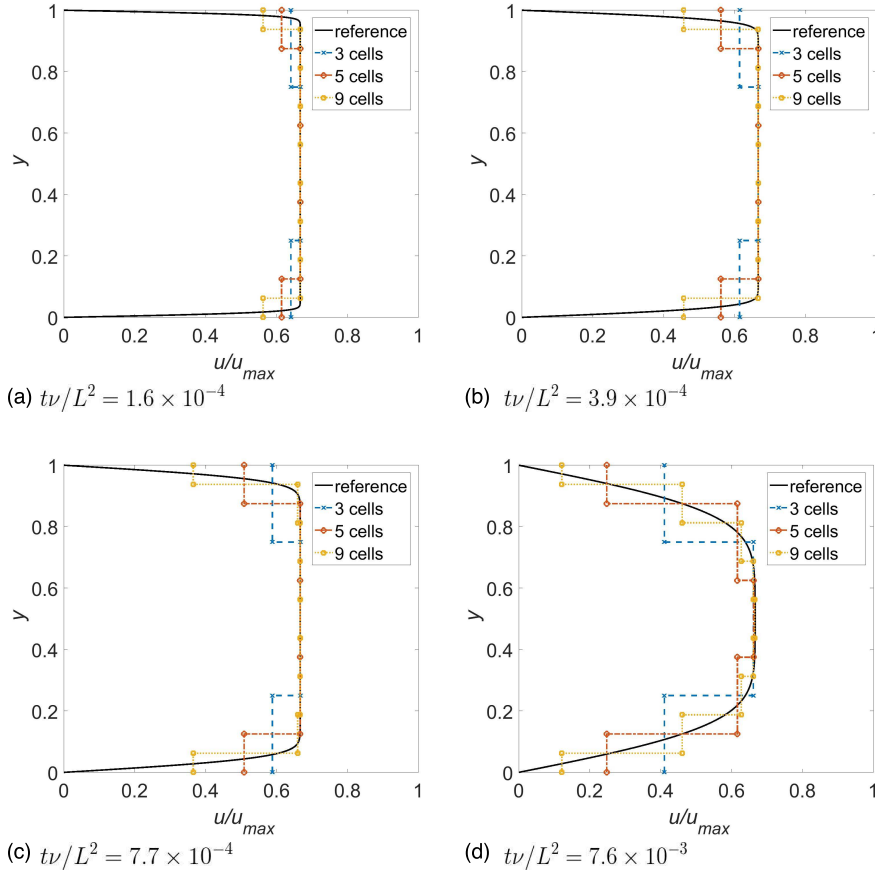 1
0.8
0.6
0.4
0.2
0
y
0 0.2 0.4 0.6 0.8 1
u/u_max
reference
3 cells
5 cells
9 cells
(a) tν/L² = 1.6 × 10⁻⁴
1
0.8
0.6
0.4
0.2
0
y
0 0.2 0.4 0.6 0.8 1
u/u_max
reference
3 cells
5 cells
9 cells
(b) tν/L² = 3.9 × 10⁻⁴
1
0.8
0.6
0.4
0.2
0
y
0 0.2 0.4 0.6 0.8 1
u/u_max
reference
3 cells
5 cells
9 cells
(c) tν/L² = 7.7 × 10⁻⁴
1
0.8
0.6
0.4
0.2
0
y
0 0.2 0.4 0.6 0.8 1
u/u_max
reference
3 cells
5 cells
9 cells
(d) tν/L² = 7.6 × 10⁻³